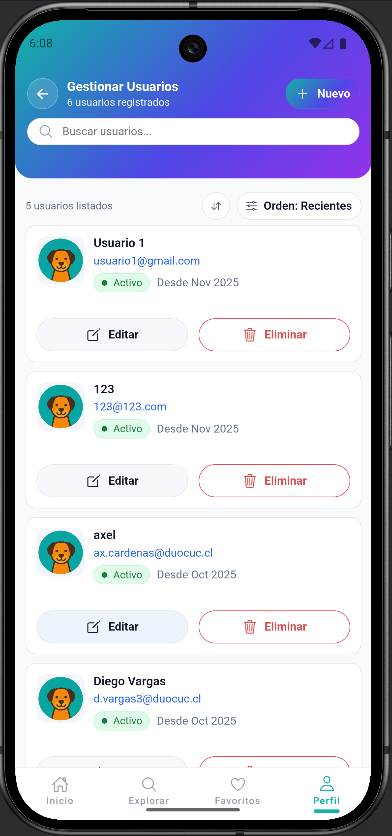 6:08
Gestionar Usuarios
6 usuarios registrados
Nuevo
Buscar usuarios...
5 usuarios listados
Orden: Recientes
Usuario 1
usuario1@gmail.com
Activo Desde Nov 2025
Editar Eliminar
123
123@123.com
Activo Desde Nov 2025
Editar Eliminar
axel
ax.cardenas@duocuc.cl
Activo Desde Oct 2025
Editar Eliminar
Diego Vargas
d.vargas3@duocuc.cl
Activo Desde Oct 2025
Inicio Explorar Favoritos Perfil